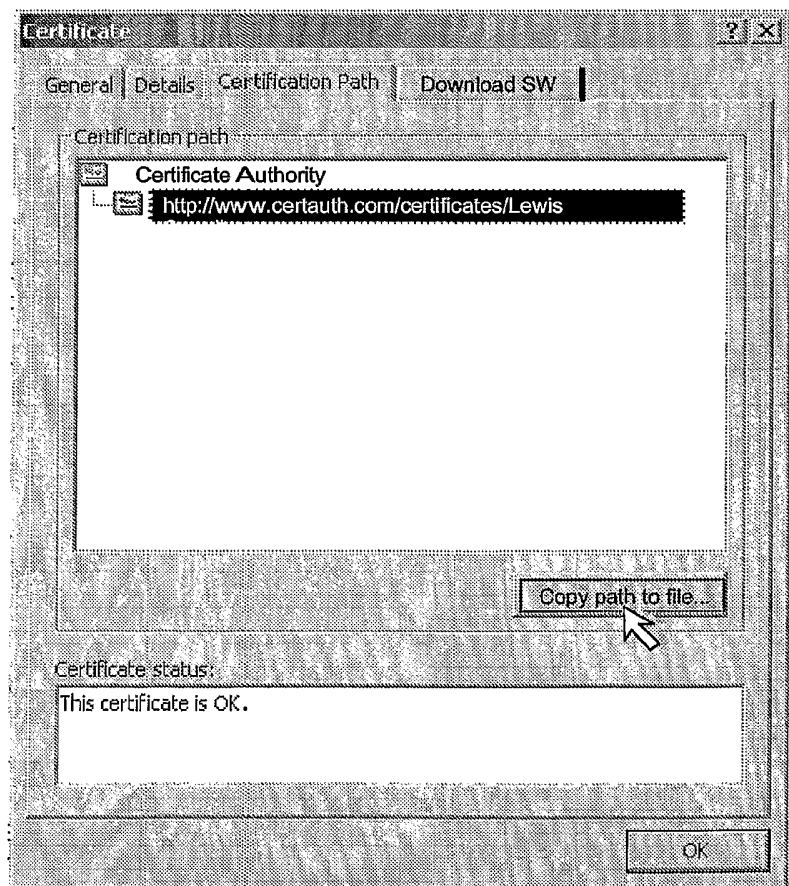 Certificate
? X
General Details Certification Path Download SW
Certification path
Certificate Authority
http://www.certauth.com/certificates/Lewis
Copy path to file...
Certificate status:
This certificate is OK.
OK